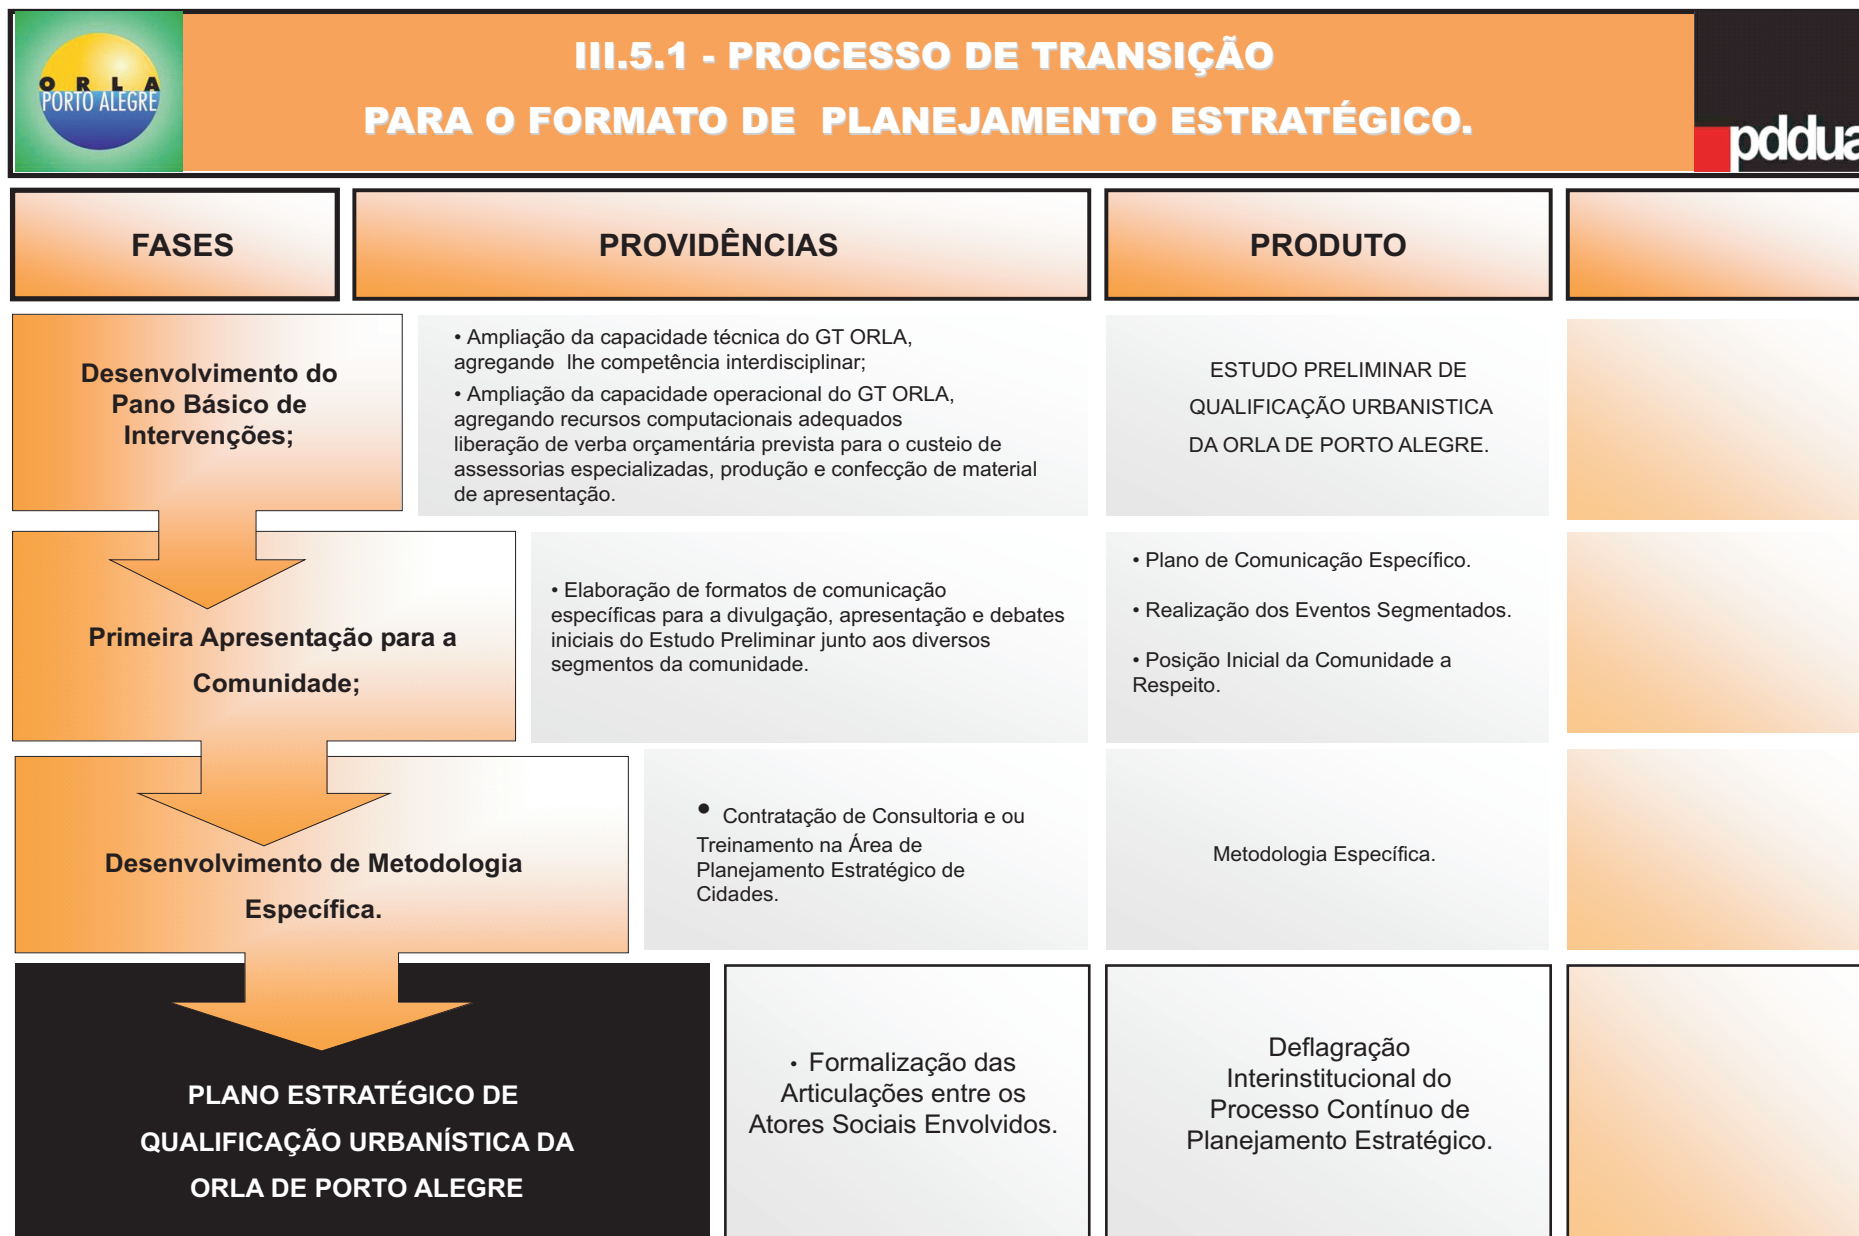 ORLA
PORTO ALEGRE
III.5.1 - PROCESSO DE TRANSIÇÃO
PARA O FORMATO DE PLANEJAMENTO ESTRATÉGICO.
pddua
FASES
PROVIDÊNCIAS
PRODUTO
Desenvolvimento do
Pano Básico de
Intervenções;
• Ampliação da capacidade técnica do GT ORLA,
agregando lhe competência interdisciplinar;
• Ampliação da capacidade operacional do GT ORLA,
agregando recursos computacionais adequados
liberação de verba orçamentária prevista para o custeio de
assessorias especializadas, produção e confecção de material
de apresentação.
ESTUDO PRELIMINAR DE
QUALIFICAÇÃO URBANISTICA
DA ORLA DE PORTO ALEGRE.
Primeira Apresentação para a
Comunidade;
• Elaboração de formatos de comunicação
específicas para a divulgação, apresentação e debates
iniciais do Estudo Preliminar junto aos diversos
segmentos da comunidade.
• Plano de Comunicação Específico.
• Realização dos Eventos Segmentados.
• Posição Inicial da Comunidade a
Respeito.
Desenvolvimento de Metodologia
Específica.
• Contratação de Consultoria e ou
Treinamento na Área de
Planejamento Estratégico de
Cidades.
Metodologia Específica.
PLANO ESTRATÉGICO DE
QUALIFICAÇÃO URBANÍSTICA DA
ORLA DE PORTO ALEGRE
• Formalização das
Articulações entre os
Atores Sociais Envolvidos.
Deflagração
Interinstitucional do
Processo Contínuo de
Planejamento Estratégico.